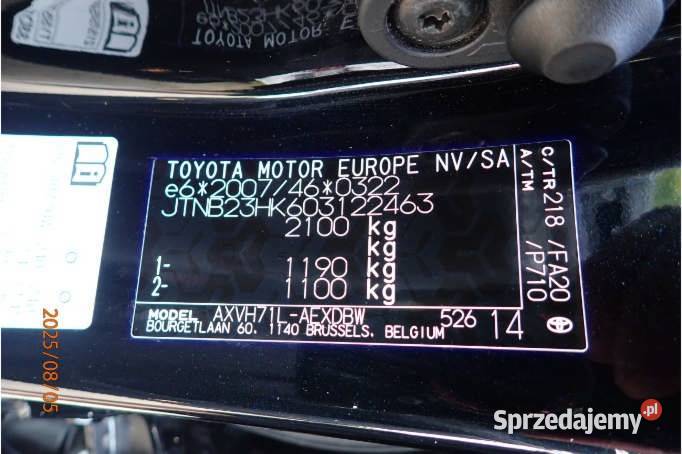 TOYOTA MOTOR EUROPE NV/SA
e6*2007/46*0322
JTNB23HK603122463
2100 kg
kg
1- 1190 kg
2- 1100 kg
MODEL AXVH71L-AEXDBW 526 14
BOURGETLAAN 60, 1140 BRUSSELS, BELGIUM
C/TR 218 /FA20
A/TM /P710
2025/08/05
Sprzedajemy.pl